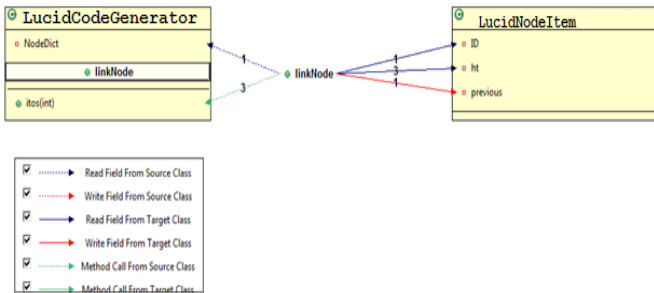 LucidCodeGenerator
NodeDict
linkNode
itos(int)
1
3
linkNode
1
3
1
LucidNodeItem
ID
ht
previous
Read Field From Source Class
Write Field From Source Class
Read Field From Target Class
Write Field From Target Class
Method Call From Source Class
Method Call From Target Class